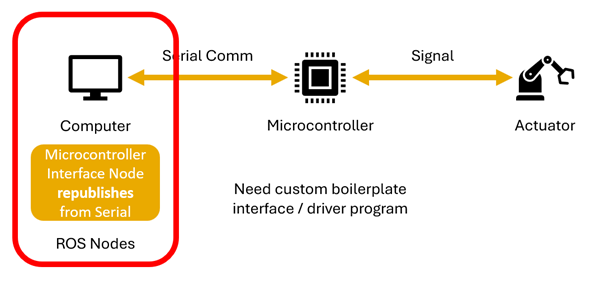 Serial Comm
Signal
Computer
Microcontroller
Actuator
Microcontroller
Interface Node
republishes
from Serial
Need custom boilerplate
interface / driver program
ROS Nodes